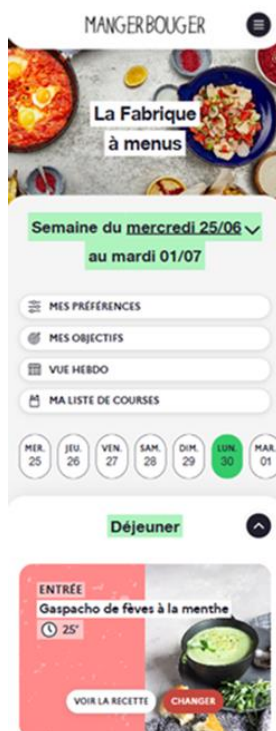 MANGER BOUGER
La Fabrique
à menus
Semaine du mercredi 25/06
au mardi 01/07
MES PRÉFÉRENCES
MES OBJECTIFS
VUE HEBDO
MA LISTE DE COURSES
MER. JEU. VEN. SAM. DIM. LUN. MAR.
25 26 27 28 29 30 01
Déjeuner
ENTRÉE
Gaspacho de fèves à la menthe
25'
VOIR LA RECETTE CHANGER